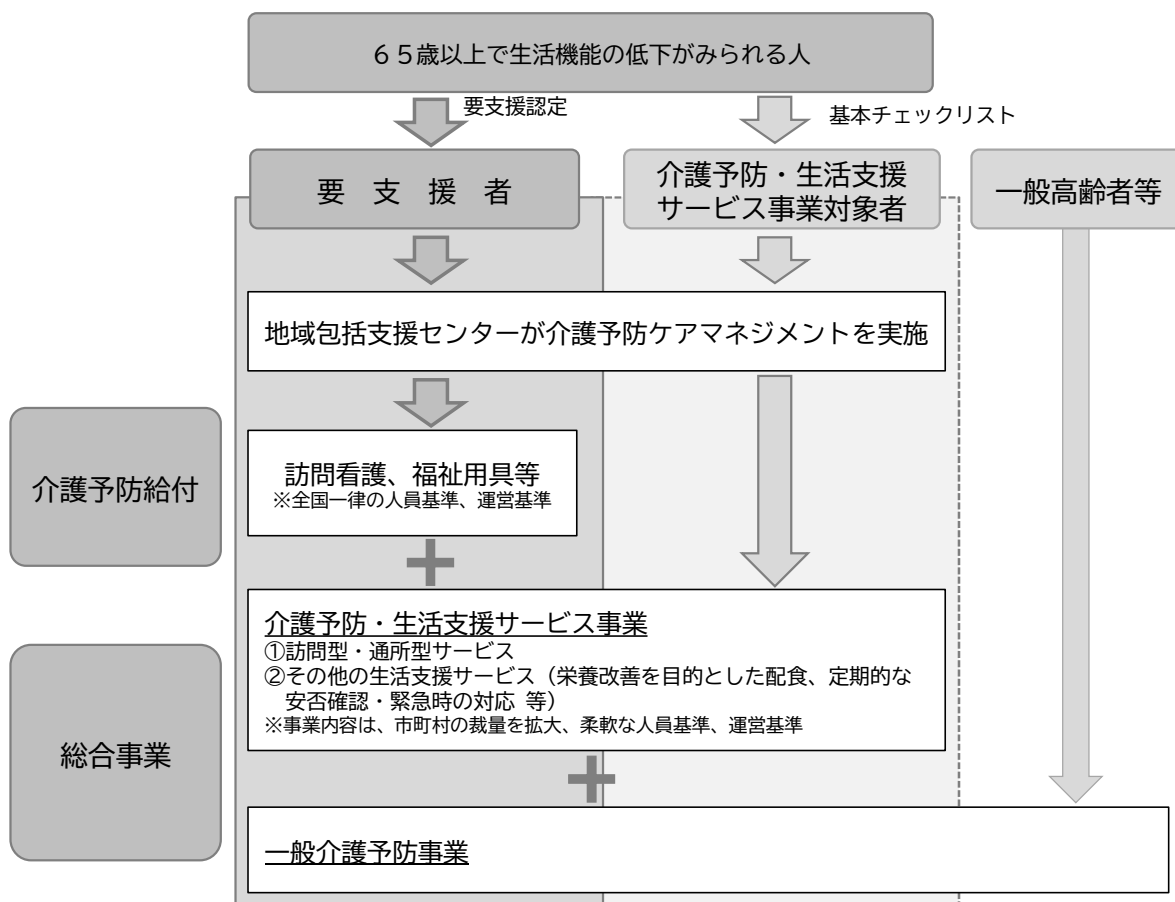 ６５歳以上で生活機能の低下がみられる人
要支援認定
基本チェックリスト
要 支 援 者
介護予防・生活支援
サービス事業対象者
一般高齢者等
地域包括支援センターが介護予防ケアマネジメントを実施
介護予防給付
訪問看護、福祉用具等
※全国一律の人員基準、運営基準
総合事業
介護予防・生活支援サービス事業
①訪問型・通所型サービス
②その他の生活支援サービス（栄養改善を目的とした配食、定期的な
安否確認・緊急時の対応 等）
※事業内容は、市町村の裁量を拡大、柔軟な人員基準、運営基準
一般介護予防事業